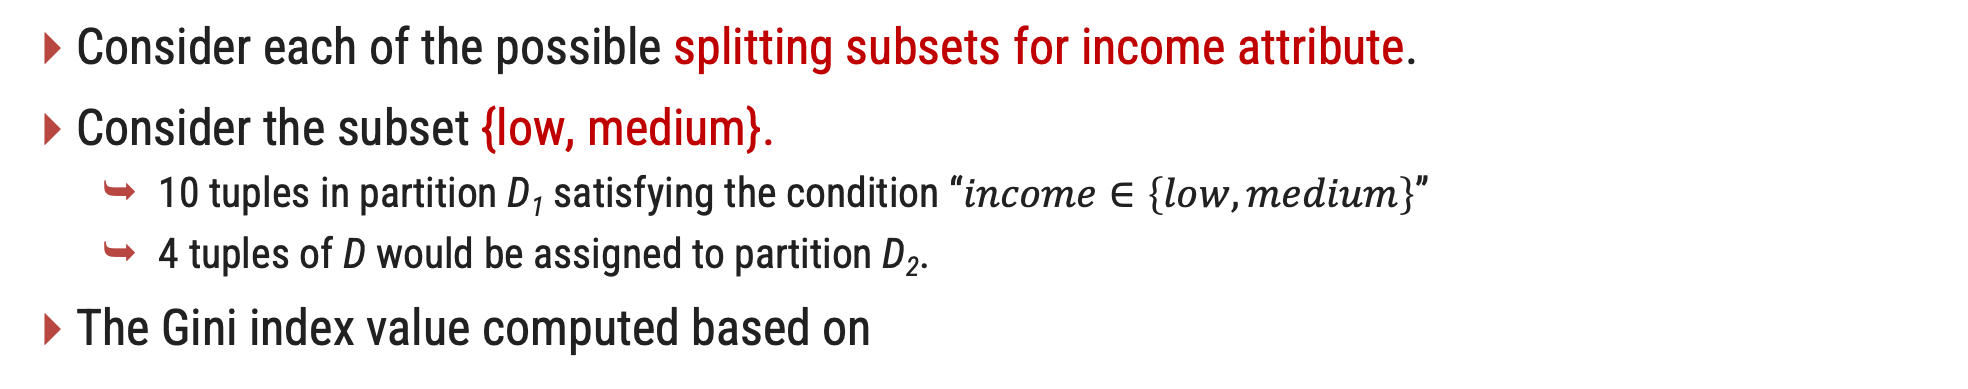 Consider each of the possible splitting subsets for income attribute.
Consider the subset {low, medium}.
10 tuples in partition D1 satisfying the condition “income ∈ {low, medium}”
4 tuples of D would be assigned to partition D2.
The Gini index value computed based on